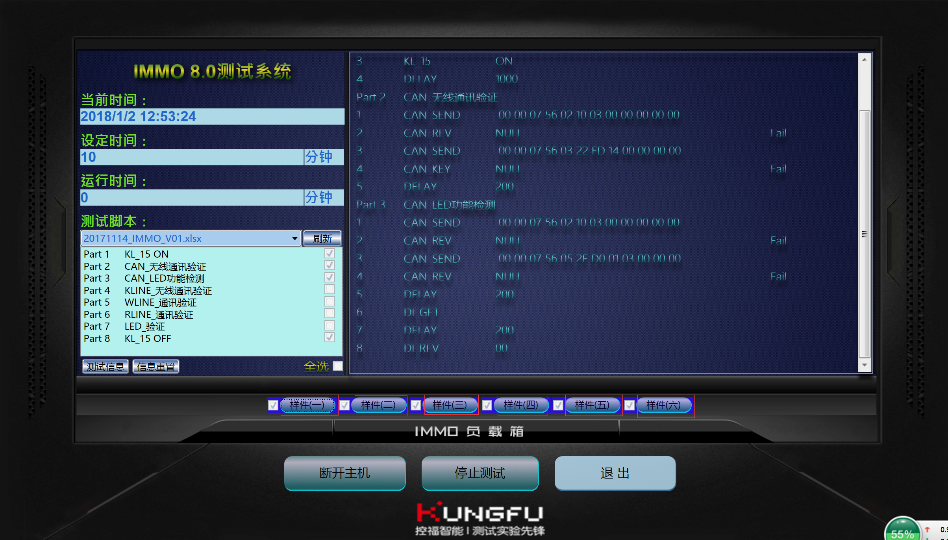 IMMO 8.0测试系统
当前时间：
2018/1/2 12:53:24
设定时间：
10 分钟
运行时间：
0 分钟
测试脚本：
20171114_IMMO_V01.xlsx 刷新
Part 1 KL_15 ON
Part 2 CAN_无线通讯验证
Part 3 CAN_LED功能检测
Part 4 KLINE_无线通讯验证
Part 5 WLINE_通讯验证
Part 6 RLINE_通讯验证
Part 7 LED_验证
Part 8 KL_15 OFF
测试信息 信息重置 全选
3 KL_15 ON
4 DELAY 1000
Part 2 CAN_无线通讯验证
1 CAN_SEND 00 00 07 56 02 10 03 00 00 00 00 00
2 CAN_REV NULL Fail
3 CAN_SEND 00 00 07 56 03 22 FD 14 00 00 00 00
4 CAN_KEY NULL Fail
5 DELAY 200
Part 3 CAN_LED功能检测
1 CAN_SEND 00 00 07 56 02 10 03 00 00 00 00 00
2 CAN_REV NULL Fail
3 CAN_SEND 00 00 07 56 05 2F FD 01 03 00 00 00
4 CAN_REV NULL Fail
5 DELAY 200
6 DI_GET
7 DELAY 200
8 DI_REV 00
样件(一) 样件(二) 样件(三) 样件(四) 样件(五) 样件(六)
IMMO 负 载 箱
断开主机 停止测试 退 出
KUNGFU
控福智能 | 测试实验先锋
55%